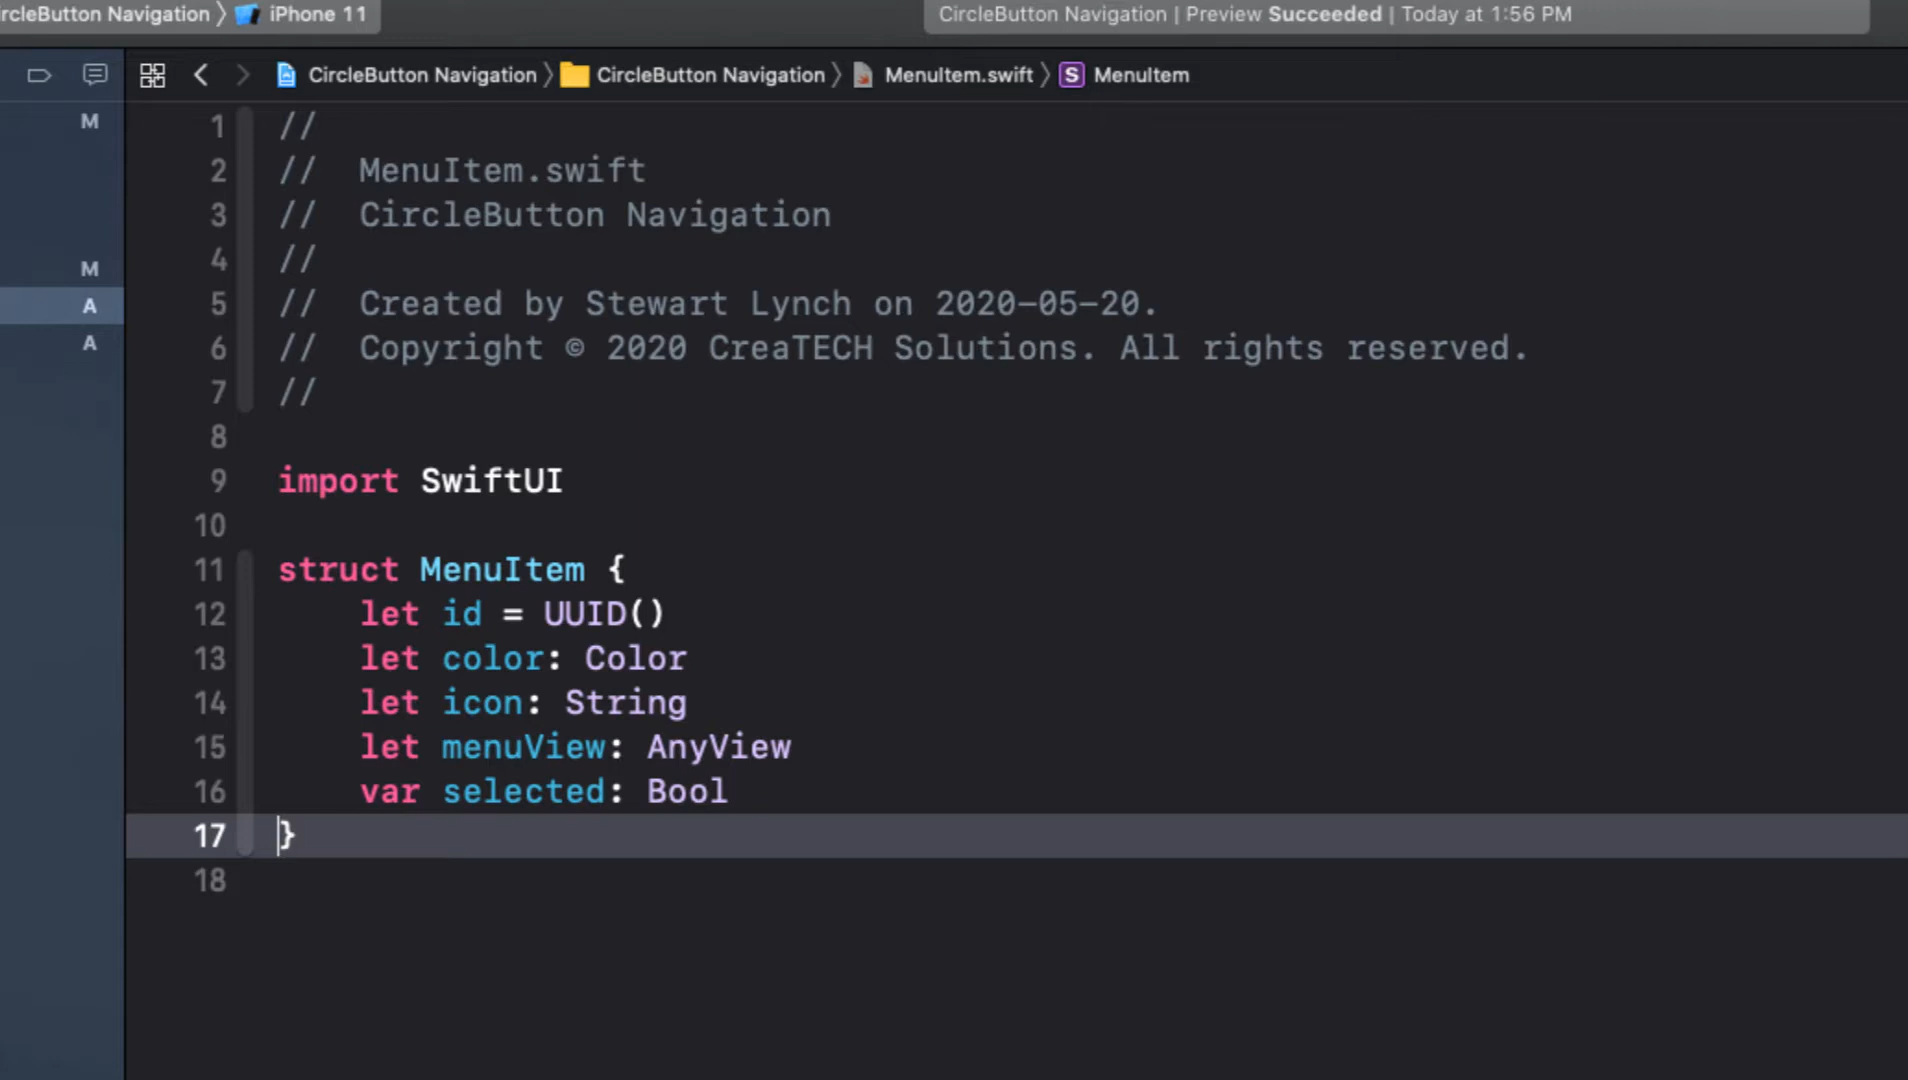 rcleButton Navigation 〉 iPhone 11
CircleButton Navigation | Preview Succeeded | Today at 1:56 PM
CircleButton Navigation 〉 CircleButton Navigation 〉 MenuItem.swift 〉 S MenuItem
M
M
A
A
1 //
2 //  MenuItem.swift
3 //  CircleButton Navigation
4 //
5 //  Created by Stewart Lynch on 2020-05-20.
6 //  Copyright © 2020 CreaTECH Solutions. All rights reserved.
7 //
8
9 import SwiftUI
10
11 struct MenuItem {
12     let id = UUID()
13     let color: Color
14     let icon: String
15     let menuView: AnyView
16     var selected: Bool
17 }
18